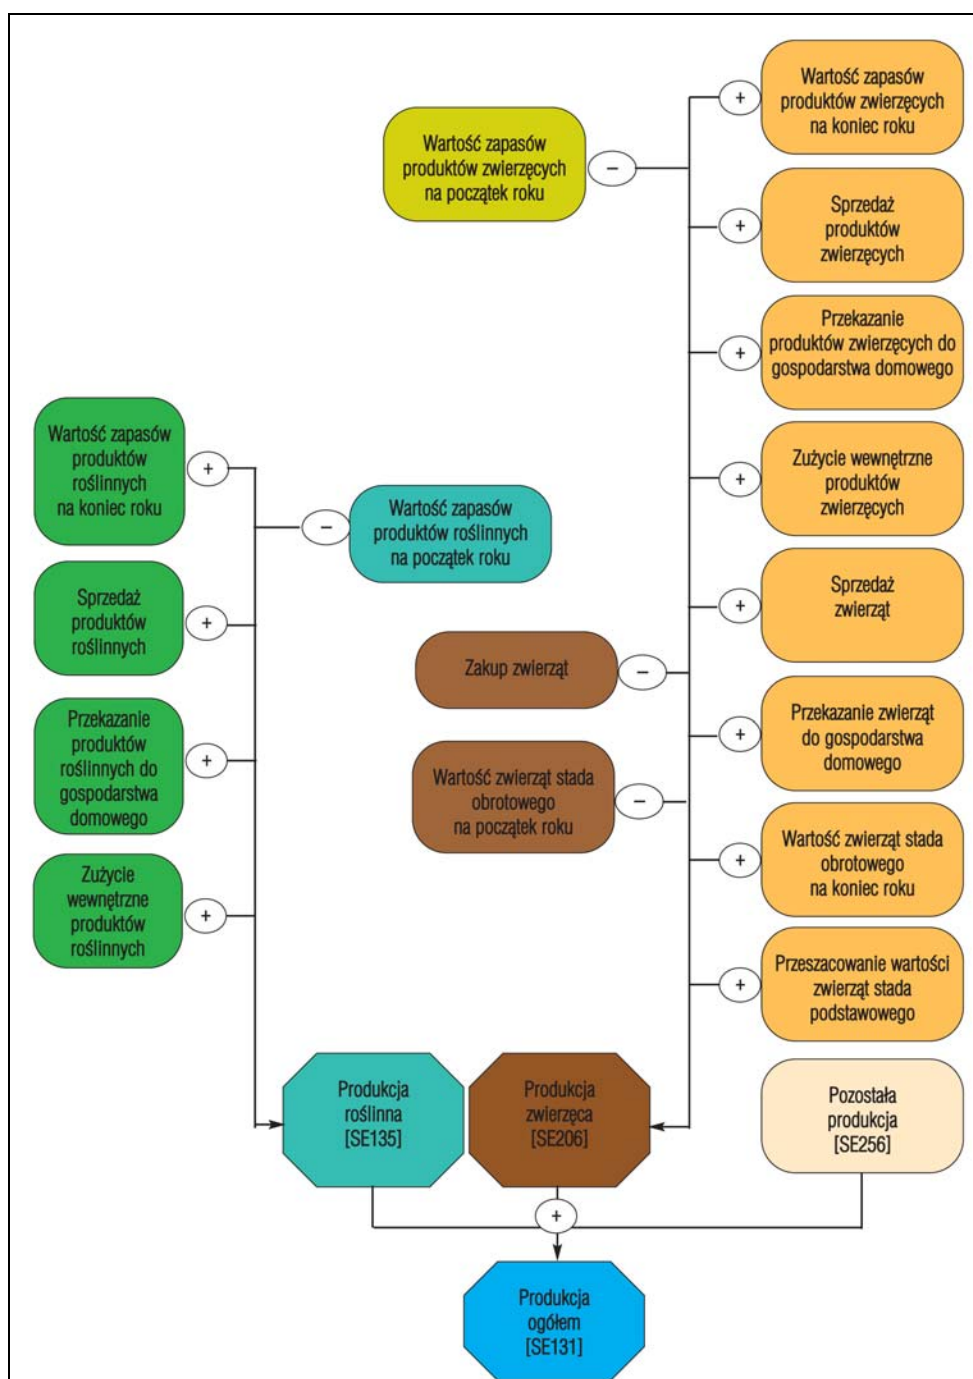 Wartość zapasów
produktów zwierzęcych
na koniec roku
+
Wartość zapasów
produktów zwierzęcych
na początek roku
−
Sprzedaż
produktów
zwierzęcych
+
Przekazanie
produktów zwierzęcych do
gospodarstwa domowego
+
Wartość zapasów
produktów
roślinnych
na koniec roku
+
Zużycie wewnętrzne
produktów
zwierzęcych
+
Wartość zapasów
produktów roślinnych
na początek roku
−
Sprzedaż
produktów
roślinnych
+
Sprzedaż
zwierząt
+
Zakup zwierząt
−
Przekazanie
produktów
roślinnych do
gospodarstwa
domowego
+
Przekazanie zwierząt
do gospodarstwa
domowego
+
Wartość zwierząt stada
obrotowego
na początek roku
−
Wartość zwierząt stada
obrotowego
na koniec roku
+
Zużycie
wewnętrzne
produktów
roślinnych
+
Przeszacowanie wartości
zwierząt stada
podstawowego
+
Produkcja
roślinna
[SE135]
Produkcja
zwierzęca
[SE206]
Pozostała
produkcja
[SE256]
+
Produkcja
ogółem
[SE131]